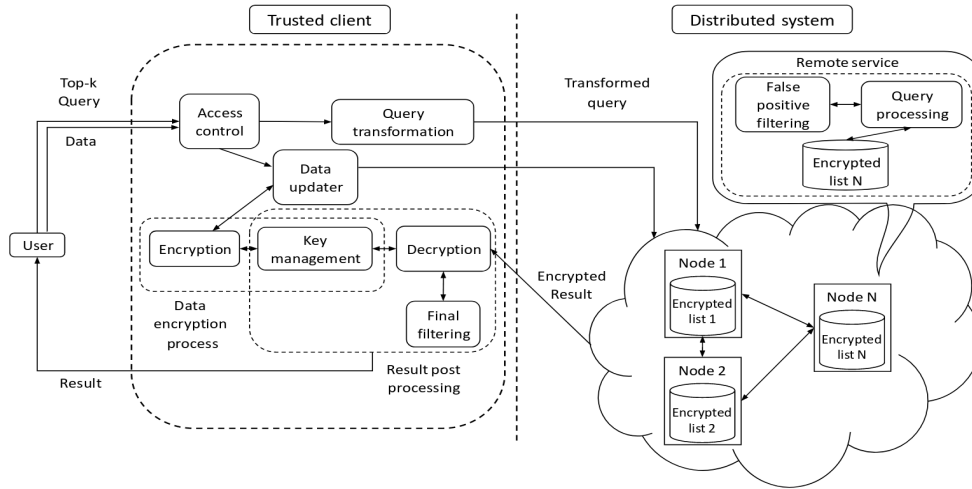 Trusted client
Distributed system
Remote service
Top-k
Query
Data
Access
control
Query
transformation
Transformed
query
False
positive
filtering
Query
processing
Encrypted
list N
Data
updater
User
Encryption
Key
management
Decryption
Encrypted
Result
Final
filtering
Data
encryption
process
Result post
processing
Result
Node 1
Encrypted
list 1
Node 2
Encrypted
list 2
Node N
Encrypted
list N